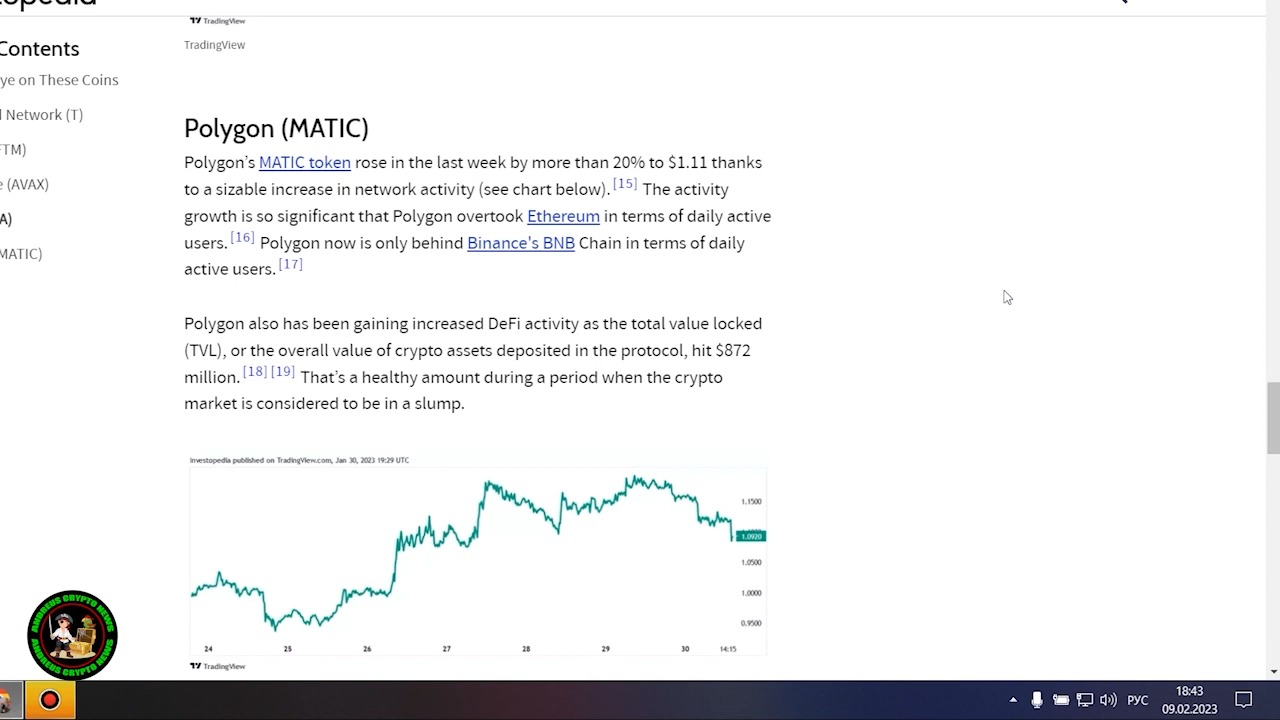 Contents
ye on These Coins
Network (T)
FTM)
(AVAX)
A)
MATIC)
TradingView
TradingView
Polygon (MATIC)
Polygon’s MATIC token rose in the last week by more than 20% to $1.11 thanks
to a sizable increase in network activity (see chart below). [15] The activity
growth is so significant that Polygon overtook Ethereum in terms of daily active
users. [16] Polygon now is only behind Binance's BNB Chain in terms of daily
active users. [17]
Polygon also has been gaining increased DeFi activity as the total value locked
(TVL), or the overall value of crypto assets deposited in the protocol, hit $872
million. [18] [19] That’s a healthy amount during a period when the crypto
market is considered to be in a slump.
Investopedia published on TradingView.com, Jan 30, 2023 19:29 UTC
1.1500
1.0920
1.0500
1.0000
0.9500
24 25 26 27 28 29 30 14:15
TradingView
ANDREUS CRYPTO NEWS
ANDREUS CRYPTO NEWS
РУС
18:43
09.02.2023